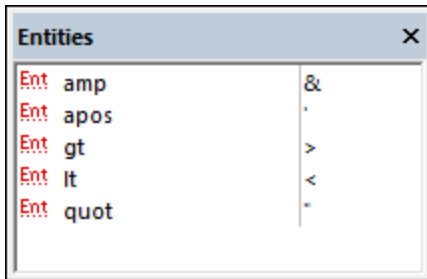 Entities ×
Ent amp &
Ent apos '
Ent gt >
Ent lt <
Ent quot "